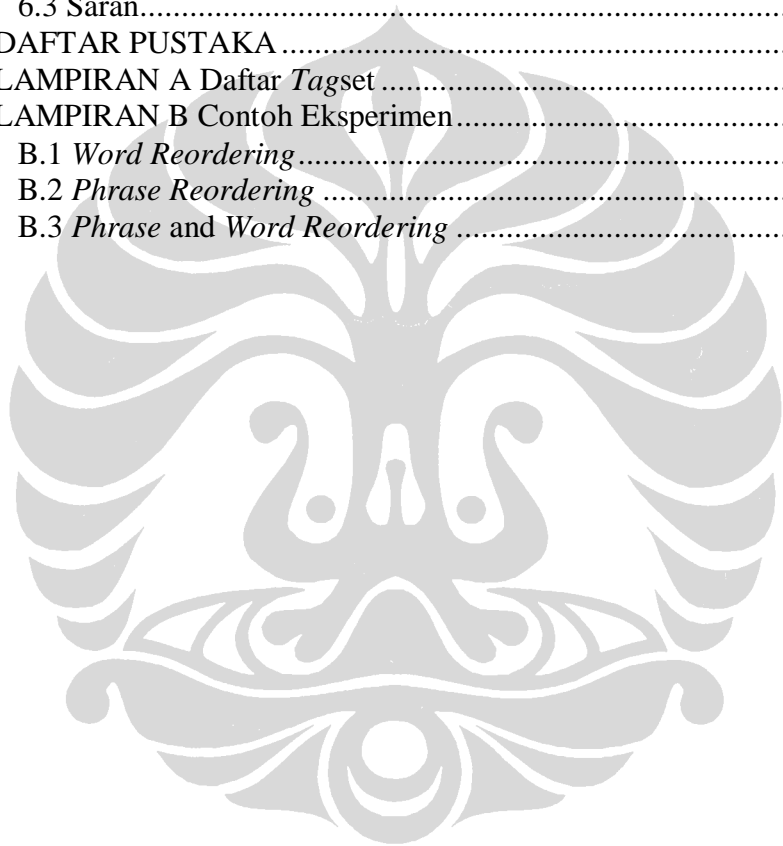 6.3 Saran..................................................................................
DAFTAR PUSTAKA................................................................
LAMPIRAN A Daftar Tagset...................................................
LAMPIRAN B Contoh Eksperimen.........................................
B.1 Word Reordering.............................................................
B.2 Phrase Reordering..........................................................
B.3 Phrase and Word Reordering.........................................